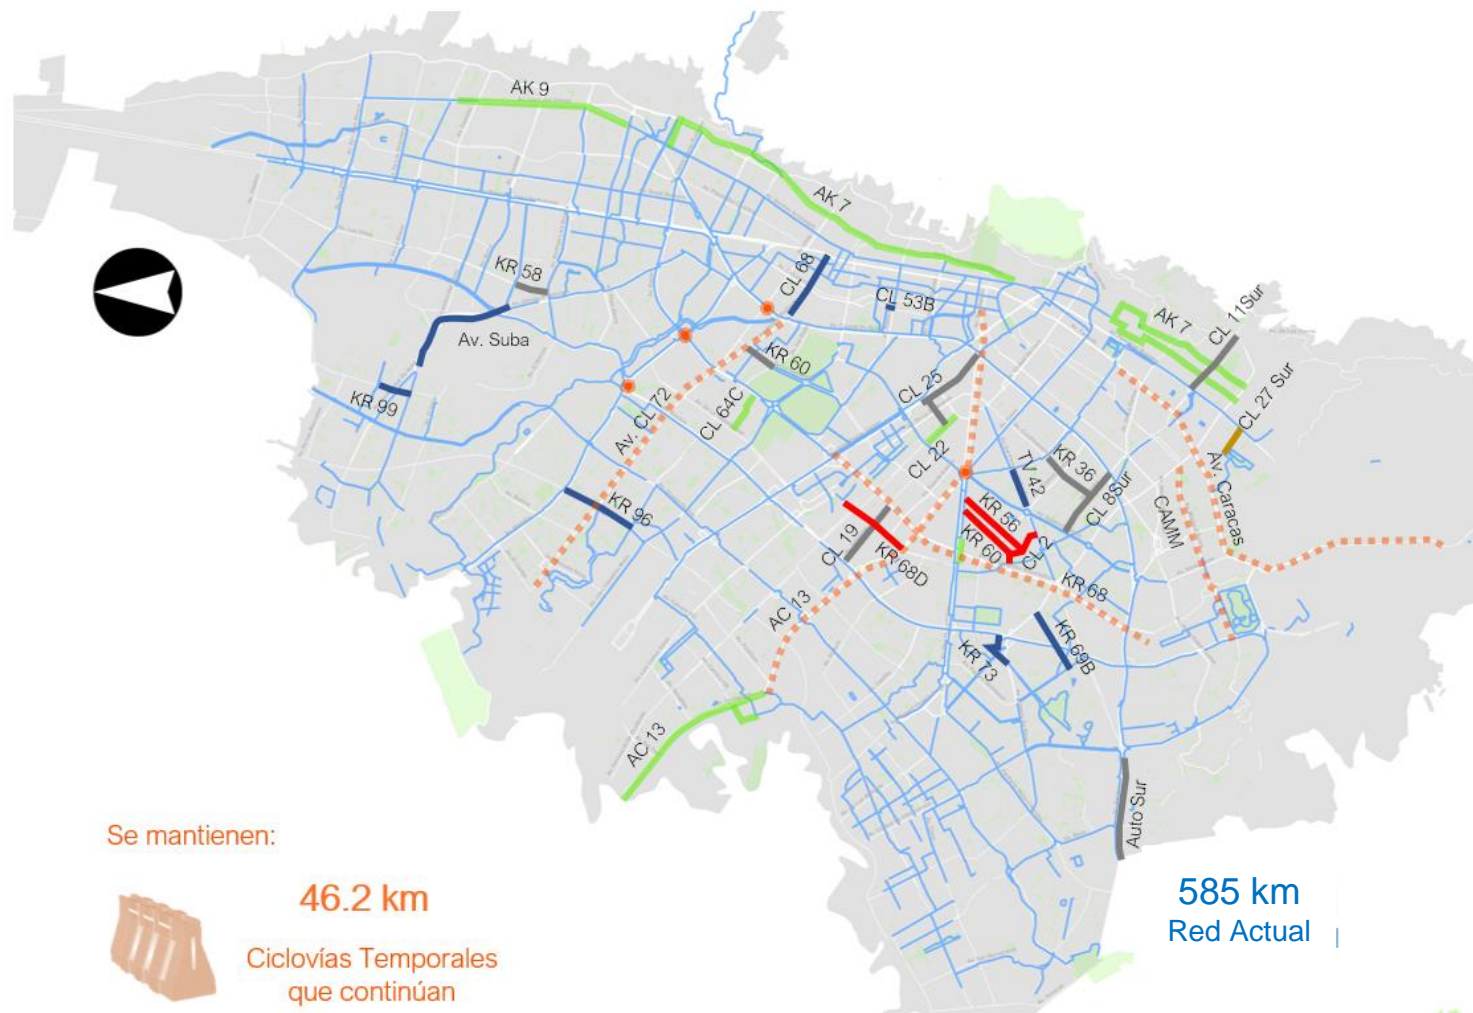 AK 9
AK 7
KR 58
CL 68
CL 53B
Av. Suba
KR 99
KR 60
CL 25
CL 64C
Av. CL 72
CL 22
AK 7
CL 11Sur
CL 27 Sur
KR 36
TV 42
CL 8Sur
Av. Caracas
CAMM
KR 96
KR 56
KR 60
CL 2
CL 19
KR 68D
KR 68
AC 13
KR 69B
KR 73
AC 13
Auto Sur
Se mantienen:
46.2 km
Ciclovías Temporales
que continúan
585 km
Red Actual